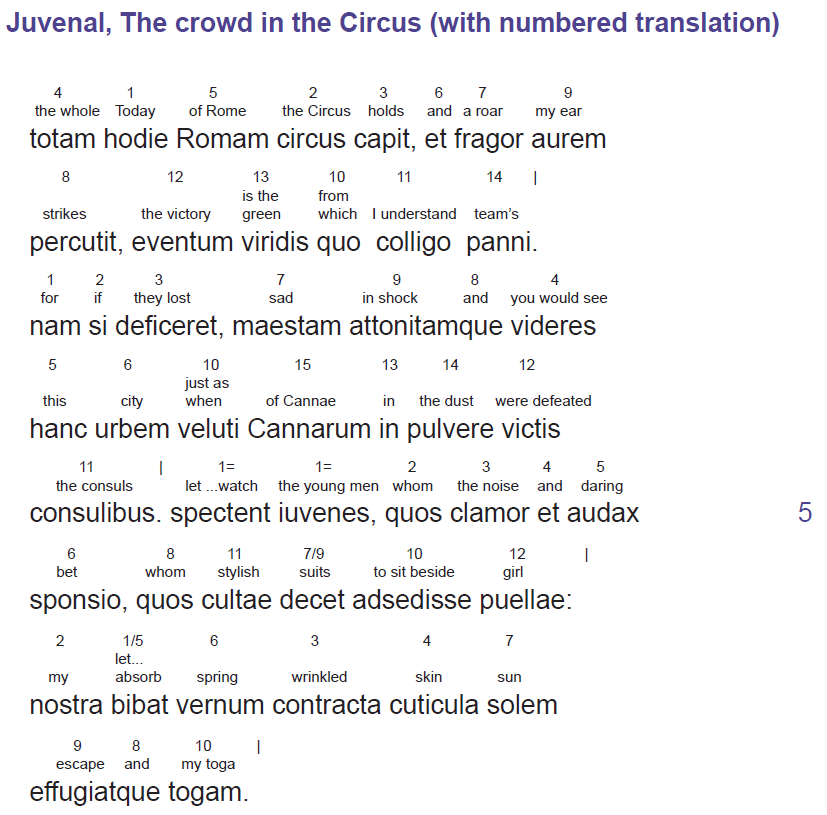 Juvenal, The crowd in the Circus (with numbered translation)
4 1 5 2 3 6 7 9
the whole Today of Rome the Circus holds and a roar my ear
totam hodie Romam circus capit, et fragor aurem
8 12 13 10 11 14 |
is the from
strikes the victory green which I understand team’s
percutit, eventum viridis quo colligo panni.
1 2 3 7 9 8 4
for if they lost sad in shock and you would see
nam si deficeret, maestam attonitamque videres
5 6 10 15 13 14 12
just as
this city when of Cannae in the dust were defeated
hanc urbem veluti Cannarum in pulvere victis
11 | 1= 1= 2 3 4 5
the consuls let ...watch the young men whom the noise and daring
consulibus. spectent iuvenes, quos clamor et audax 5
6 8 11 7/9 10 12 |
bet whom stylish suits to sit beside girl
sponsio, quos cultae decet adsedisse puellae:
2 1/5 6 3 4 7
let...
my absorb spring wrinkled skin sun
nostra bibat vernum contracta cuticula solem
9 8 10 |
escape and my toga
effugiatque togam.